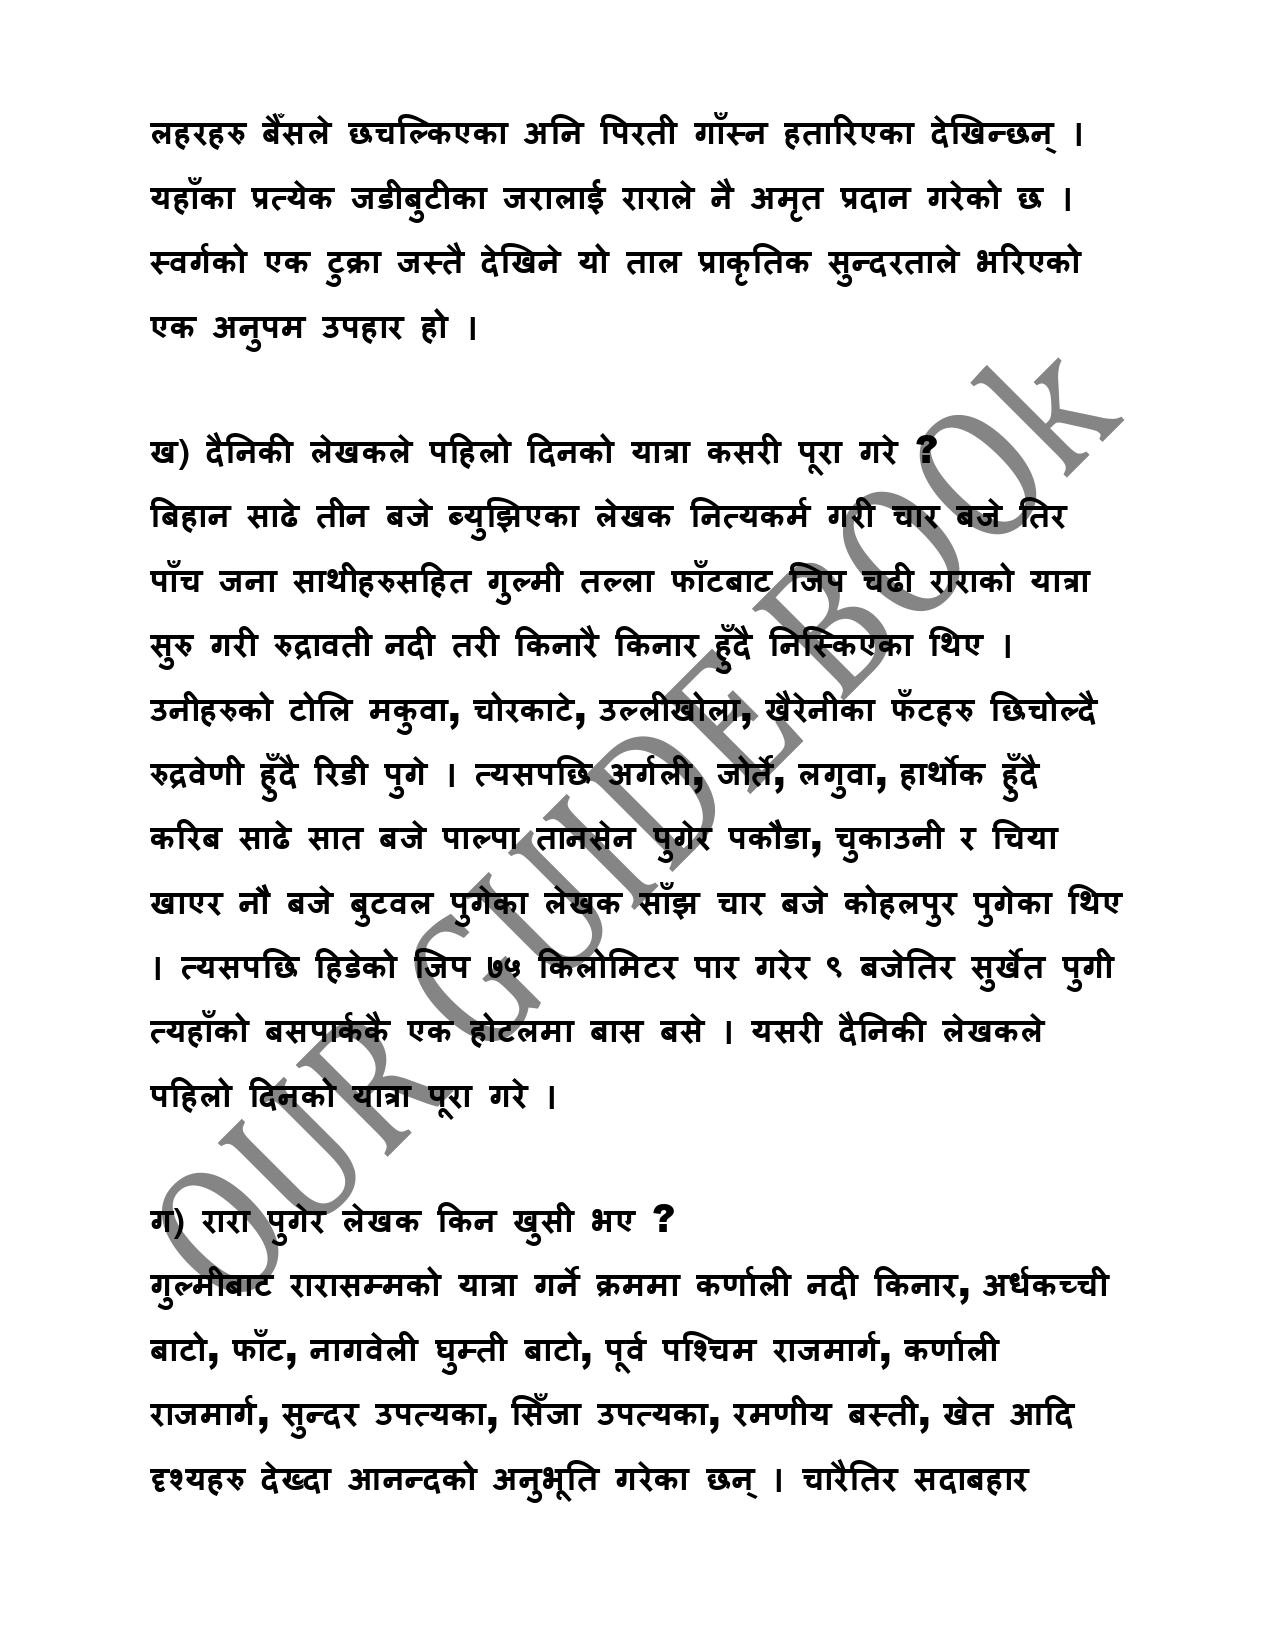 लहरहरु बैँसले छचल्किएका अनि पिरती गाँस्न हतारिएका देखिन्छन् ।
यहाँका प्रत्येक जडीबुटीका जरालाई राराले नै अमृत प्रदान गरेको छ ।
स्वर्गको एक टुक्रा जस्तै देखिने यो ताल प्राकृतिक सुन्दरताले भरिएको
एक अनुपम उपहार हो ।
ख) दैनिकी लेखकले पहिलो दिनको यात्रा कसरी पूरा गरे ?
बिहान साढे तीन बजे ब्युझिएका लेखक नित्यकर्म गरी चार बजे तिर
पाँच जना साथीहरुसहित गुल्मी तल्ला फाँटबाट जिप चढी राराको यात्रा
सुरु गरी रुद्रावती नदी तरी किनारै किनार हुँदै निस्किएका थिए ।
उनीहरुको टोलि मकुवा, चोरकाटे, उल्लीखोला, खैरेनीका फँटहरु छिचोल्दै
रुद्रवेणी हुँदै रिडी पुगे । त्यसपछि अर्गली, जोर्ते, लगुवा, हार्थोक हुँदै
करिब साढे सात बजे पाल्पा तानसेन पुगेर पकौडा, चुकाउनी र चिया
खाएर नौ बजे बुटवल पुगेका लेखक साँझ चार बजे कोहलपुर पुगेका थिए
। त्यसपछि हिडेको जिप ७५ किलोमिटर पार गरेर ९ बजेतिर सुर्खेत पुगी
त्यहाँको बसपार्ककै एक होटलमा बास बसे । यसरी दैनिकी लेखकले
पहिलो दिनको यात्रा पूरा गरे ।
ग) रारा पुगेर लेखक किन खुसी भए ?
गुल्मीबाट रारासम्मको यात्रा गर्ने क्रममा कर्णाली नदी किनार, अर्धकच्ची
बाटो, फाँट, नागवेली घुम्ती बाटो, पूर्व पश्चिम राजमार्ग, कर्णाली
राजमार्ग, सुन्दर उपत्यका, सिँजा उपत्यका, रमणीय बस्ती, खेत आदि
दृश्यहरु देख्दा आनन्दको अनुभूति गरेका छन् । चारैतिर सदाबहार
OUR GUIDE BOOk